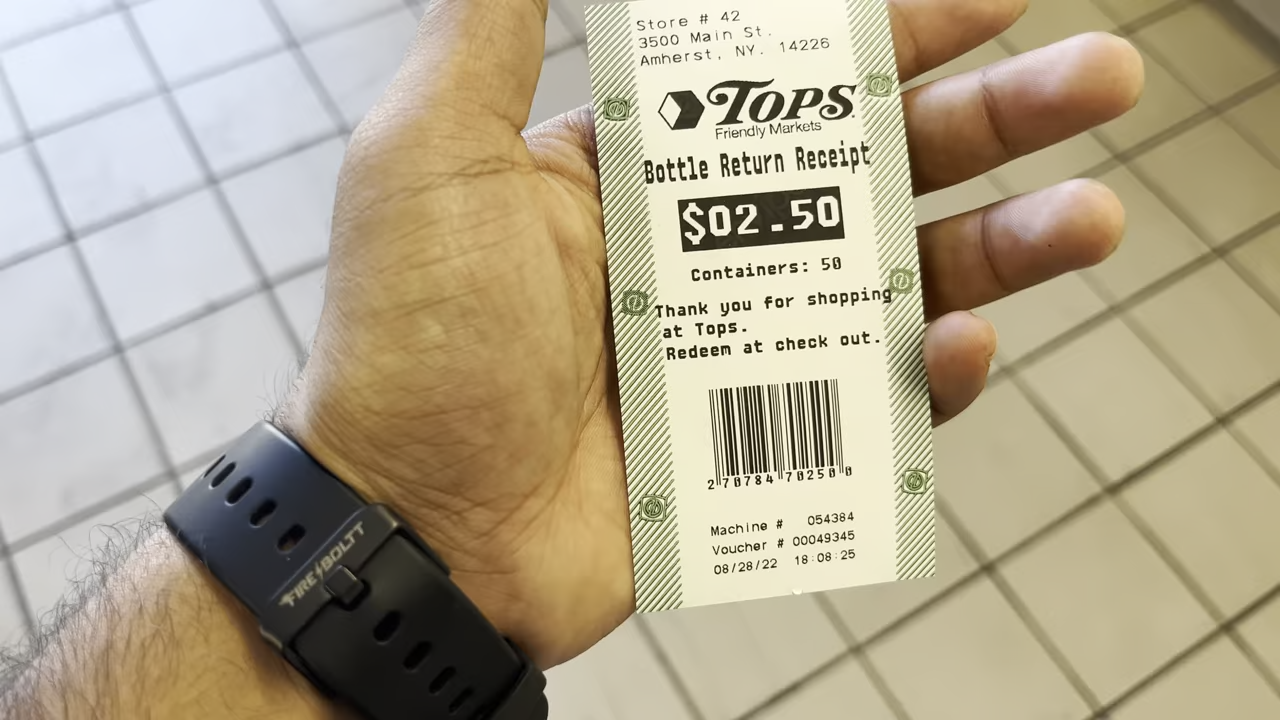 Store # 42
3500 Main St.
Amherst, NY. 14226
TOPS
Friendly Markets
Bottle Return Receipt
$02.50
Containers: 50
Thank you for shopping
at Tops.
Redeem at check out.
2 70784 70250 0
Machine # 054384
Voucher # 00049345
08/28/22 18:08:25
FIRE BOLTT